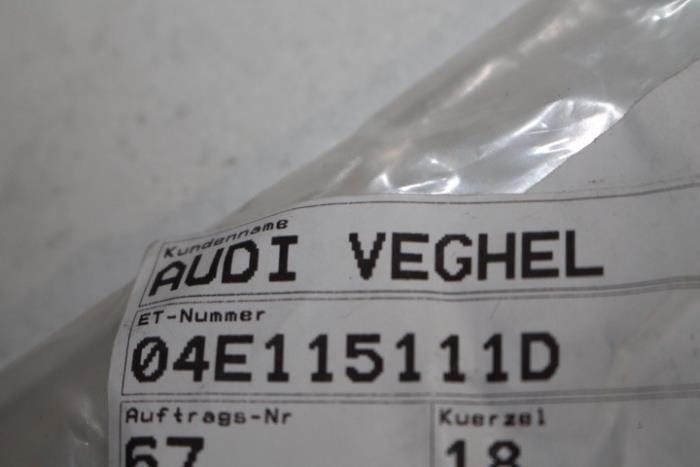 Kundenname
AUDI VEGHEL
ET-Nummer
04E115111D
Auftrags-Nr Kuerzel
67 18